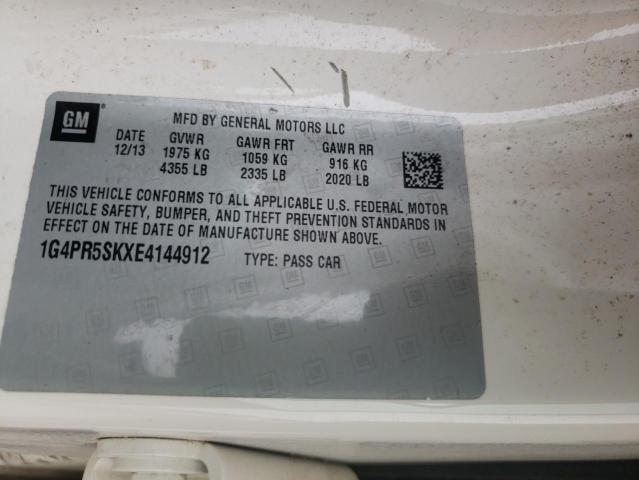 GM
MFD BY GENERAL MOTORS LLC
DATE GVWR GAWR FRT GAWR RR
12/13 1975 KG 1059 KG 916 KG
4355 LB 2335 LB 2020 LB
THIS VEHICLE CONFORMS TO ALL APPLICABLE U.S. FEDERAL MOTOR
VEHICLE SAFETY, BUMPER, AND THEFT PREVENTION STANDARDS IN
EFFECT ON THE DATE OF MANUFACTURE SHOWN ABOVE.
1G4PR5SKXE4144912 TYPE: PASS CAR